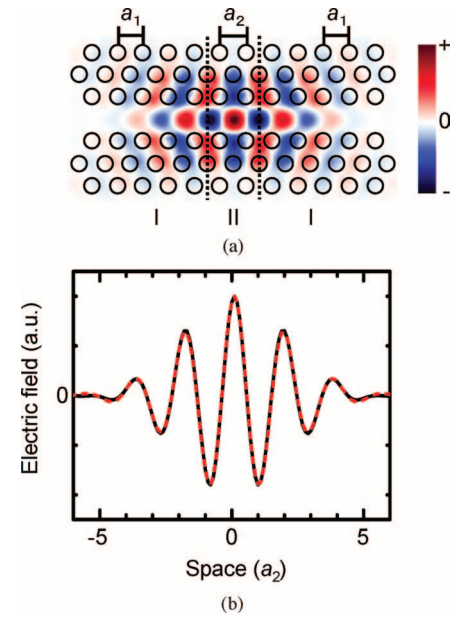 a1 a2 a1
+
0
-
I II I
(a)
Electric field (a.u.)
0
-5 0 5
Space (a2)
(b)